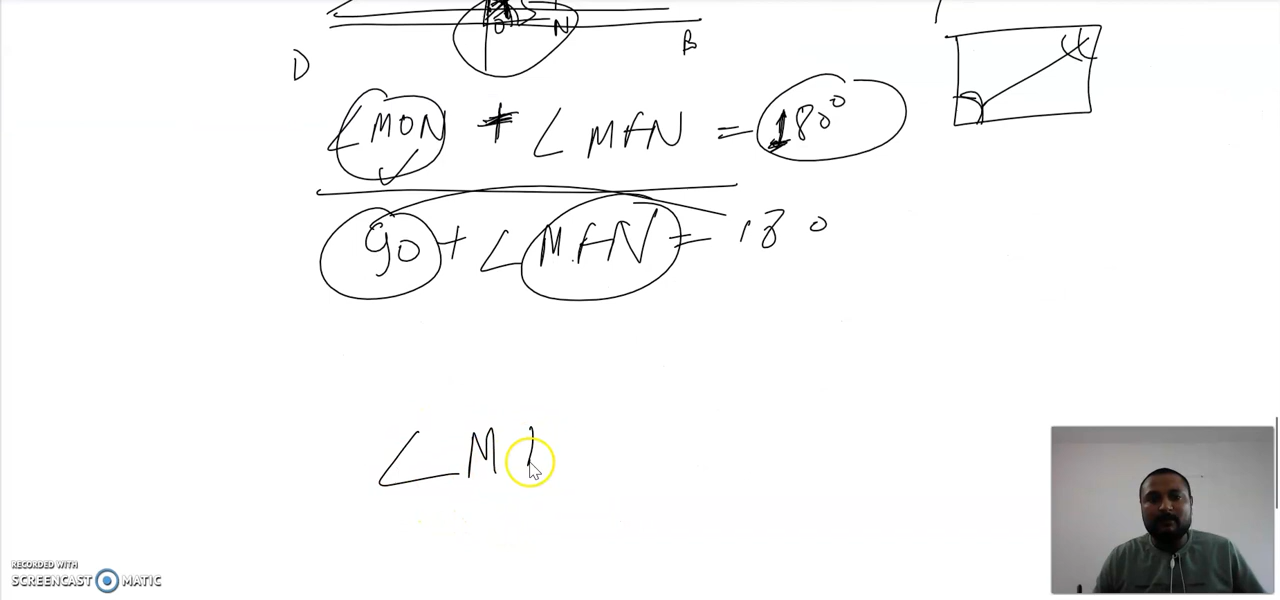 O N
D B
∠MON + ∠MFN = 180°
90 + ∠MFN = 180
∠M
RECORDED WITH
SCREENCAST MATIC